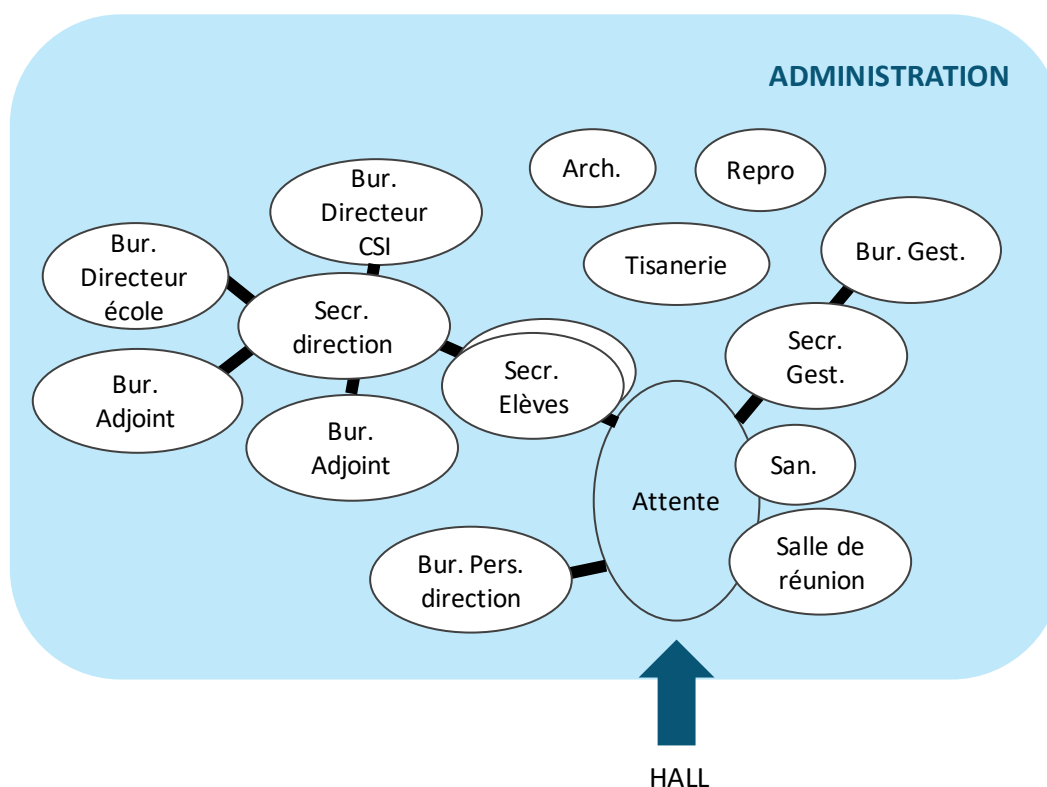 ADMINISTRATION
Arch.
Repro
Bur.
Directeur
CSI
Bur.
Directeur
école
Tisanerie
Bur. Gest.
Secr.
direction
Secr.
Gest.
Secr.
Elèves
Bur.
Adjoint
Bur.
Adjoint
San.
Attente
Salle de
réunion
Bur. Pers.
direction
HALL